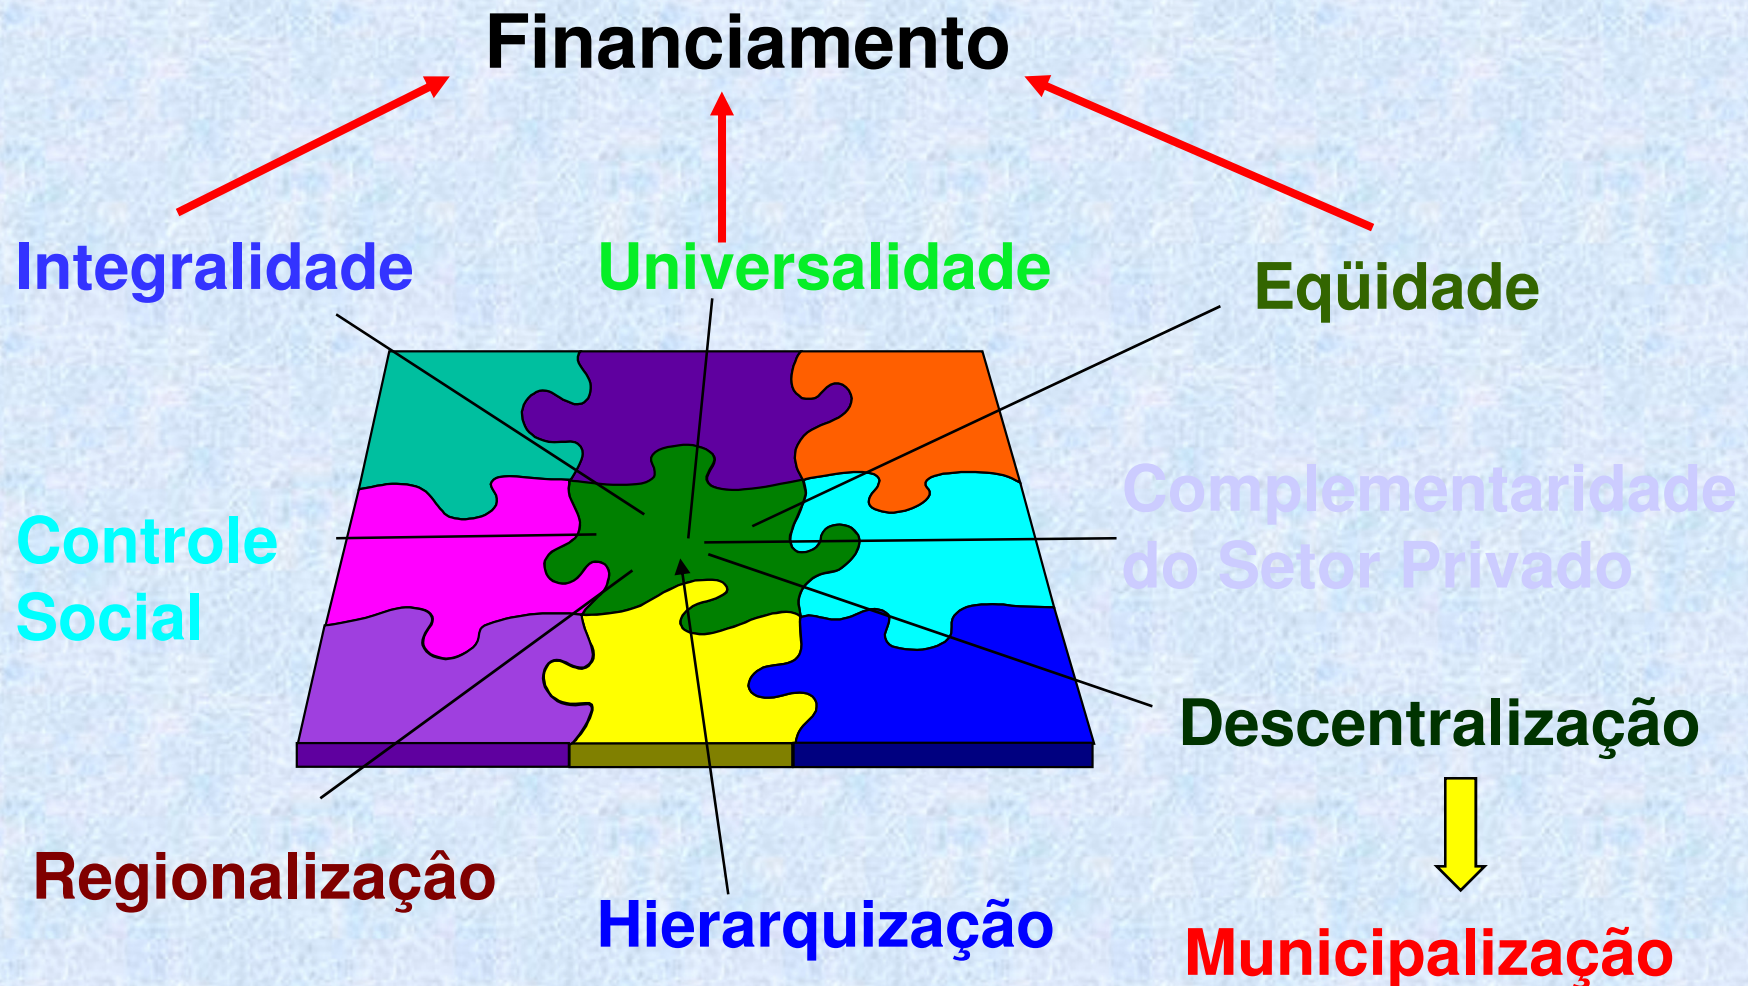 Financiamento
Integralidade
Universalidade
Eqüidade
Complementaridade
do Setor Privado
Controle
Social
Descentralização
Regionalizaçâo
Hierarquização
Municipalização